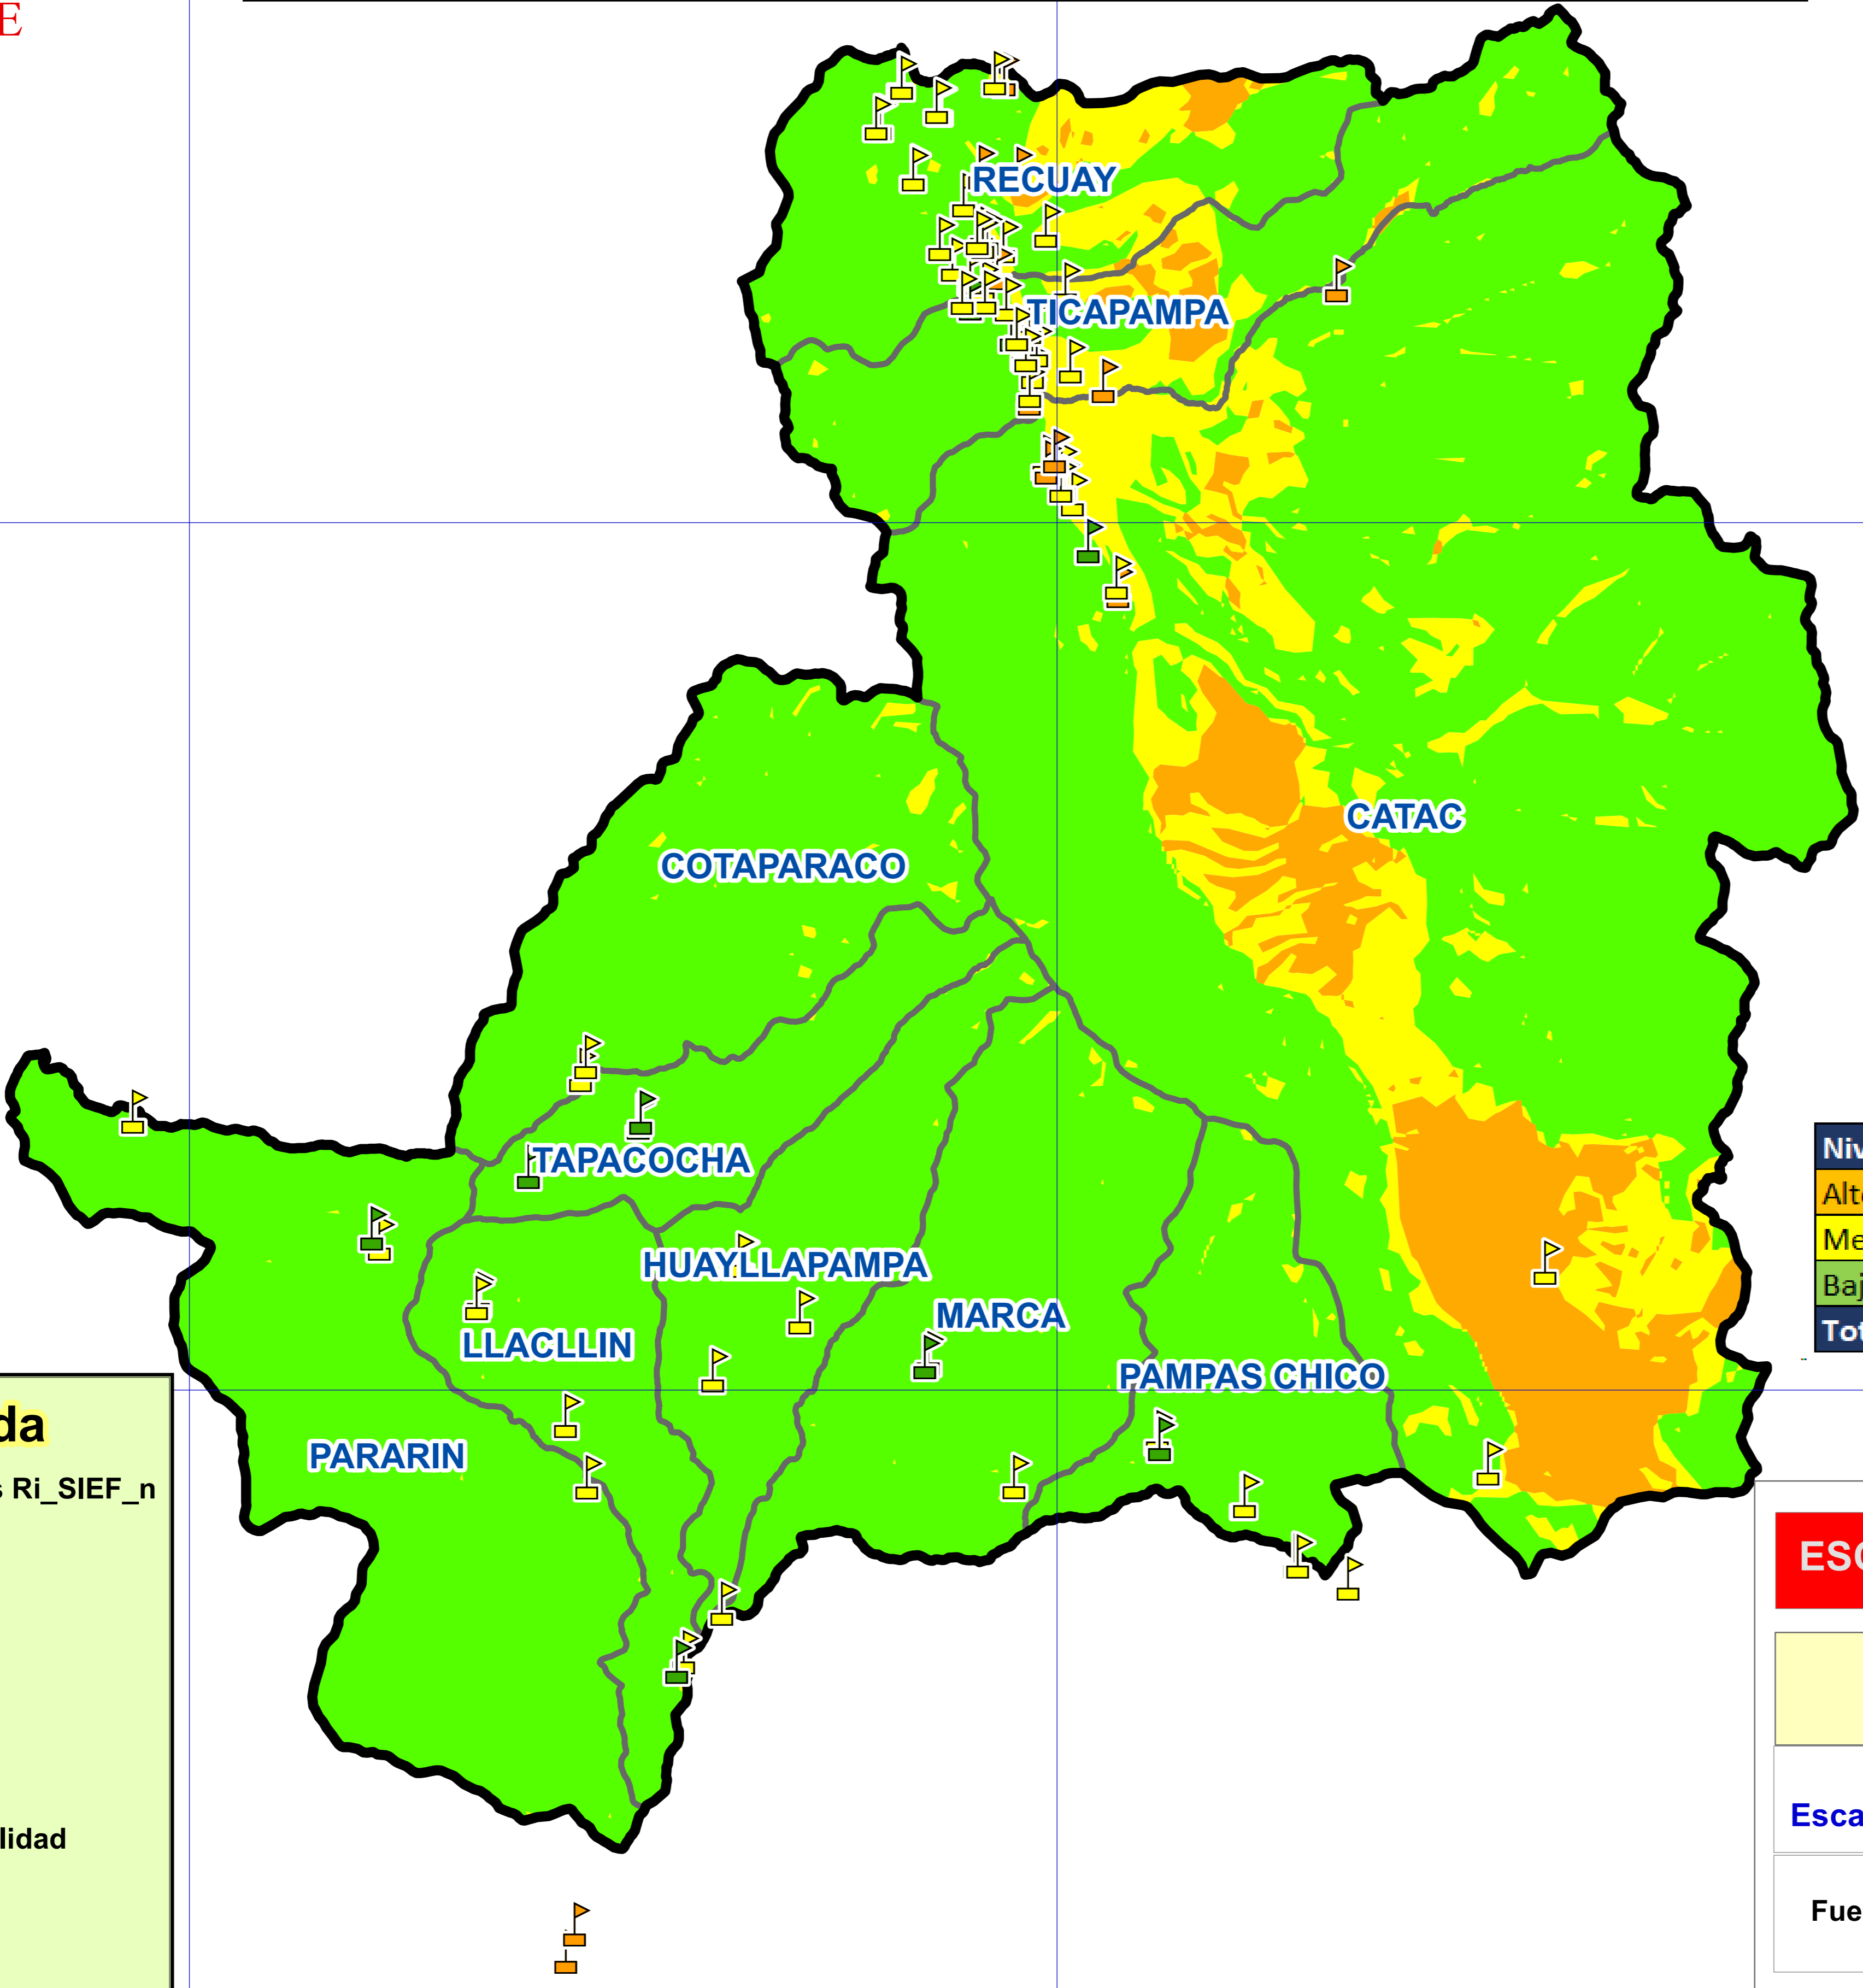 E
RECUAY
TICAPAMPA
CATAC
COTAPARACO
TAPACOCHA
HUAYLLAPAMPA
MARCA
LLACLLIN
PAMPAS CHICO
PARARIN
Niv
Alt
Me
Baj
Tot
da
s Ri_SIEF_n
lidad
ESC
Esca
Fue